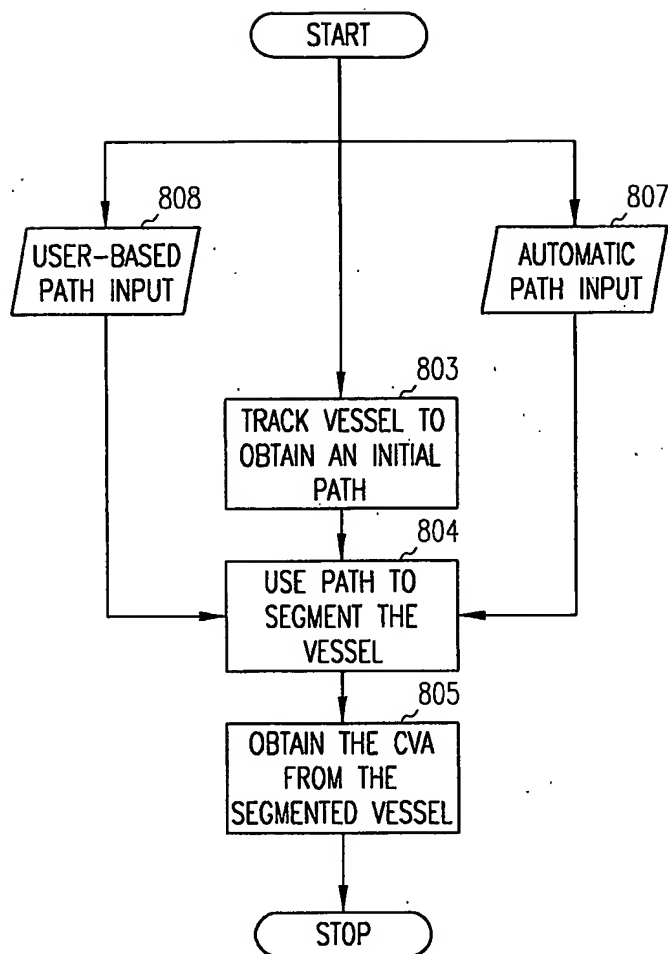 START
808
USER-BASED
PATH INPUT
807
AUTOMATIC
PATH INPUT
803
TRACK VESSEL TO
OBTAIN AN INITIAL
PATH
804
USE PATH TO
SEGMENT THE
VESSEL
805
OBTAIN THE CVA
FROM THE
SEGMENTED VESSEL
STOP